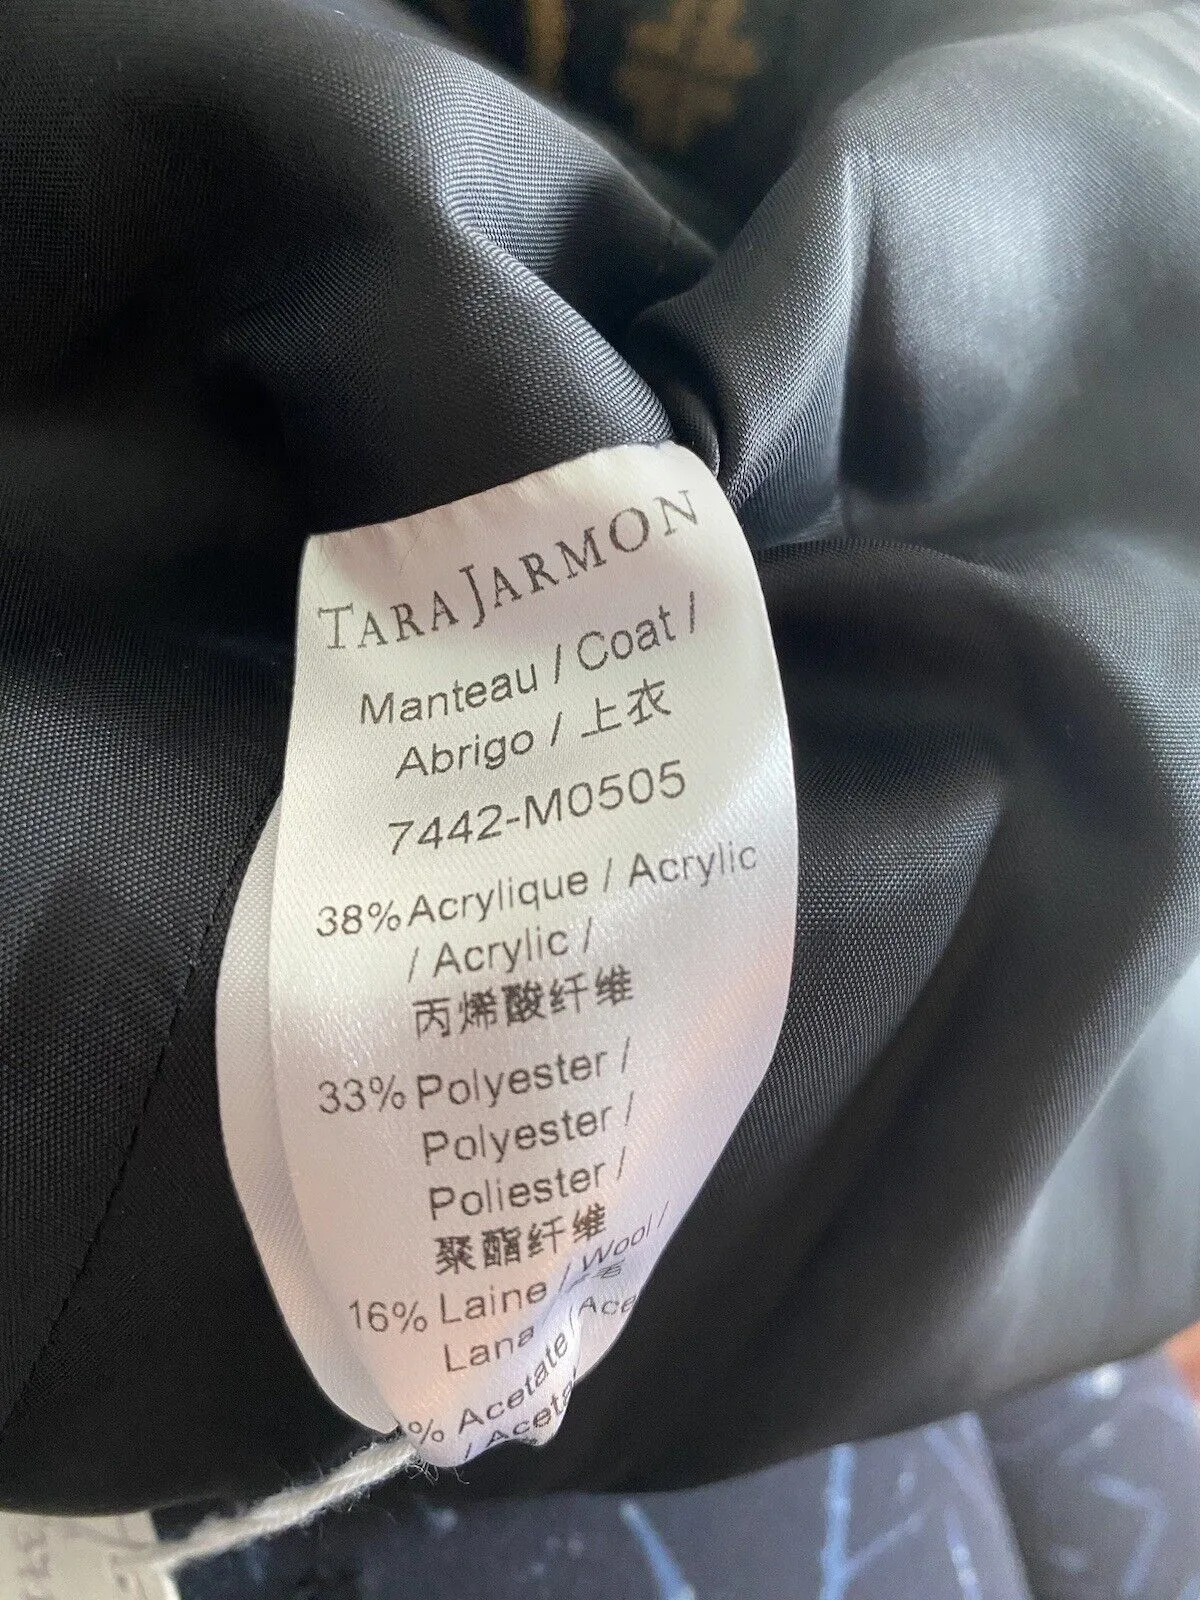 TARA JARMON
Manteau / Coat /
Abrigo / 上衣
7442-M0505
38% Acrylique / Acrylic
/ Acrylic /
丙烯酸纤维
33% Polyester /
Polyester /
Poliester /
聚酯纤维
16% Laine / Wool /
Lana
% Acetate /
/